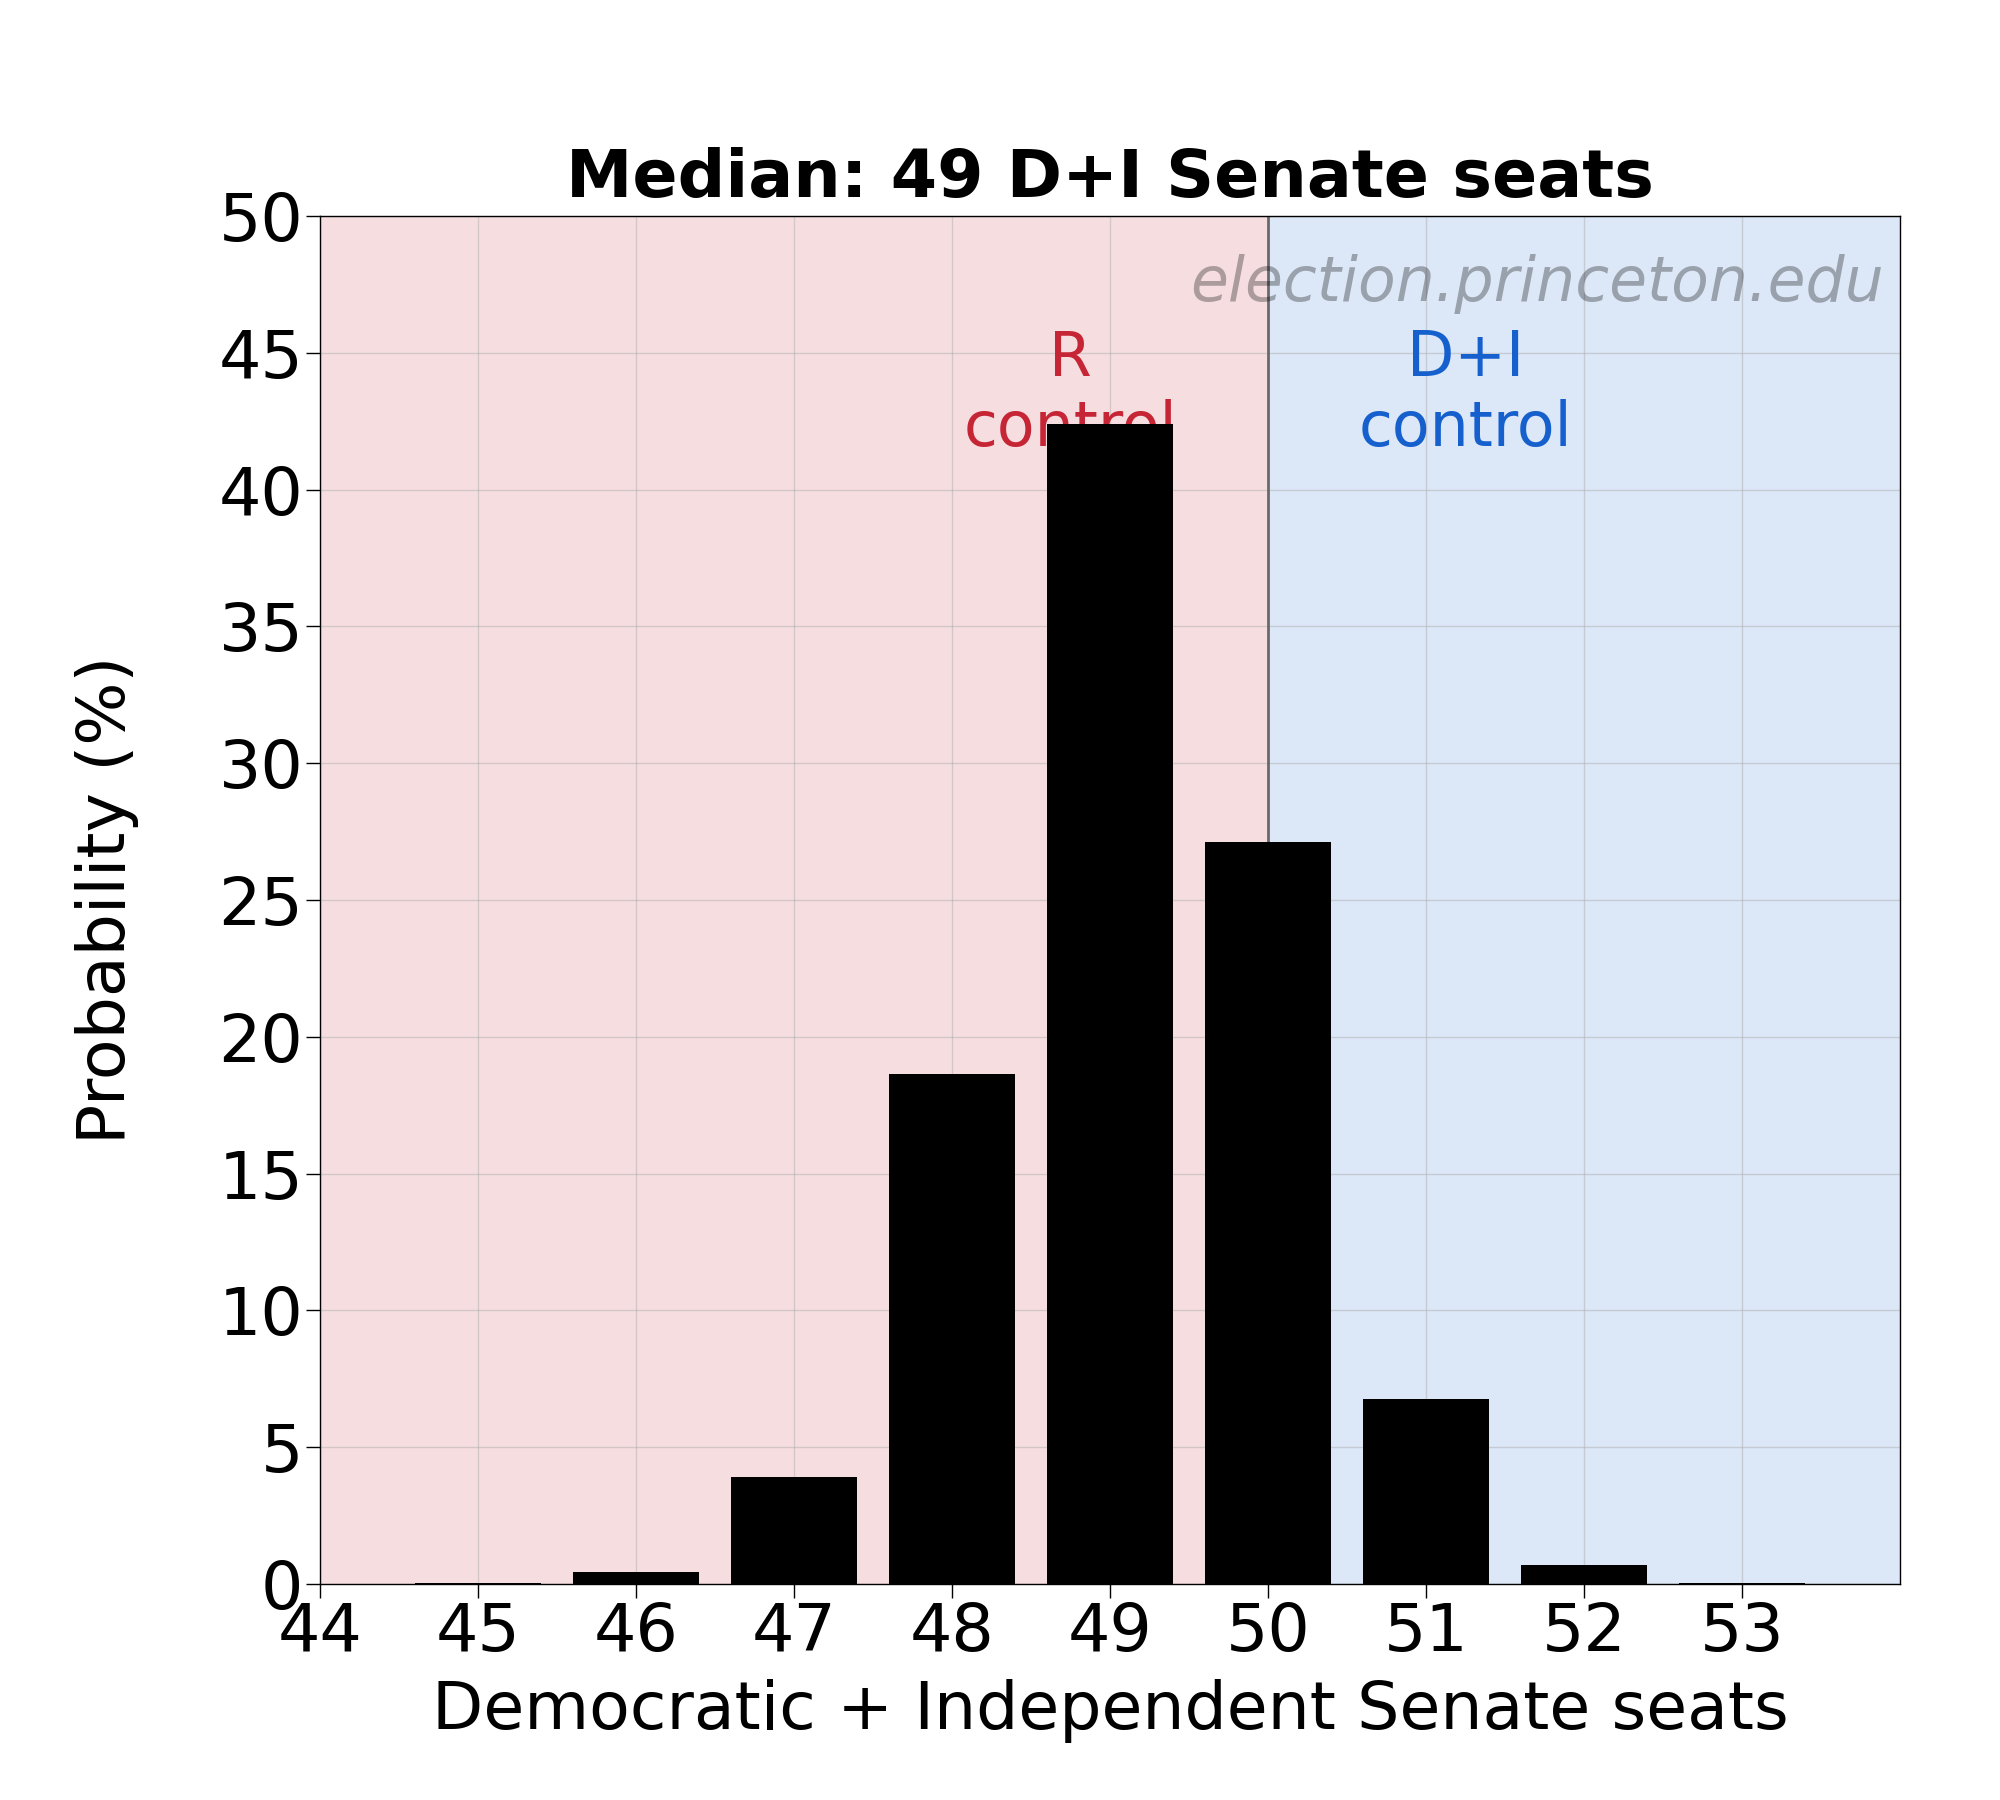 Median: 49 D+I Senate seats
election.princeton.edu
R
control
D+I
control
50
45
40
35
30
25
20
15
10
5
0
Probability (%)
44 45 46 47 48 49 50 51 52 53
Democratic + Independent Senate seats